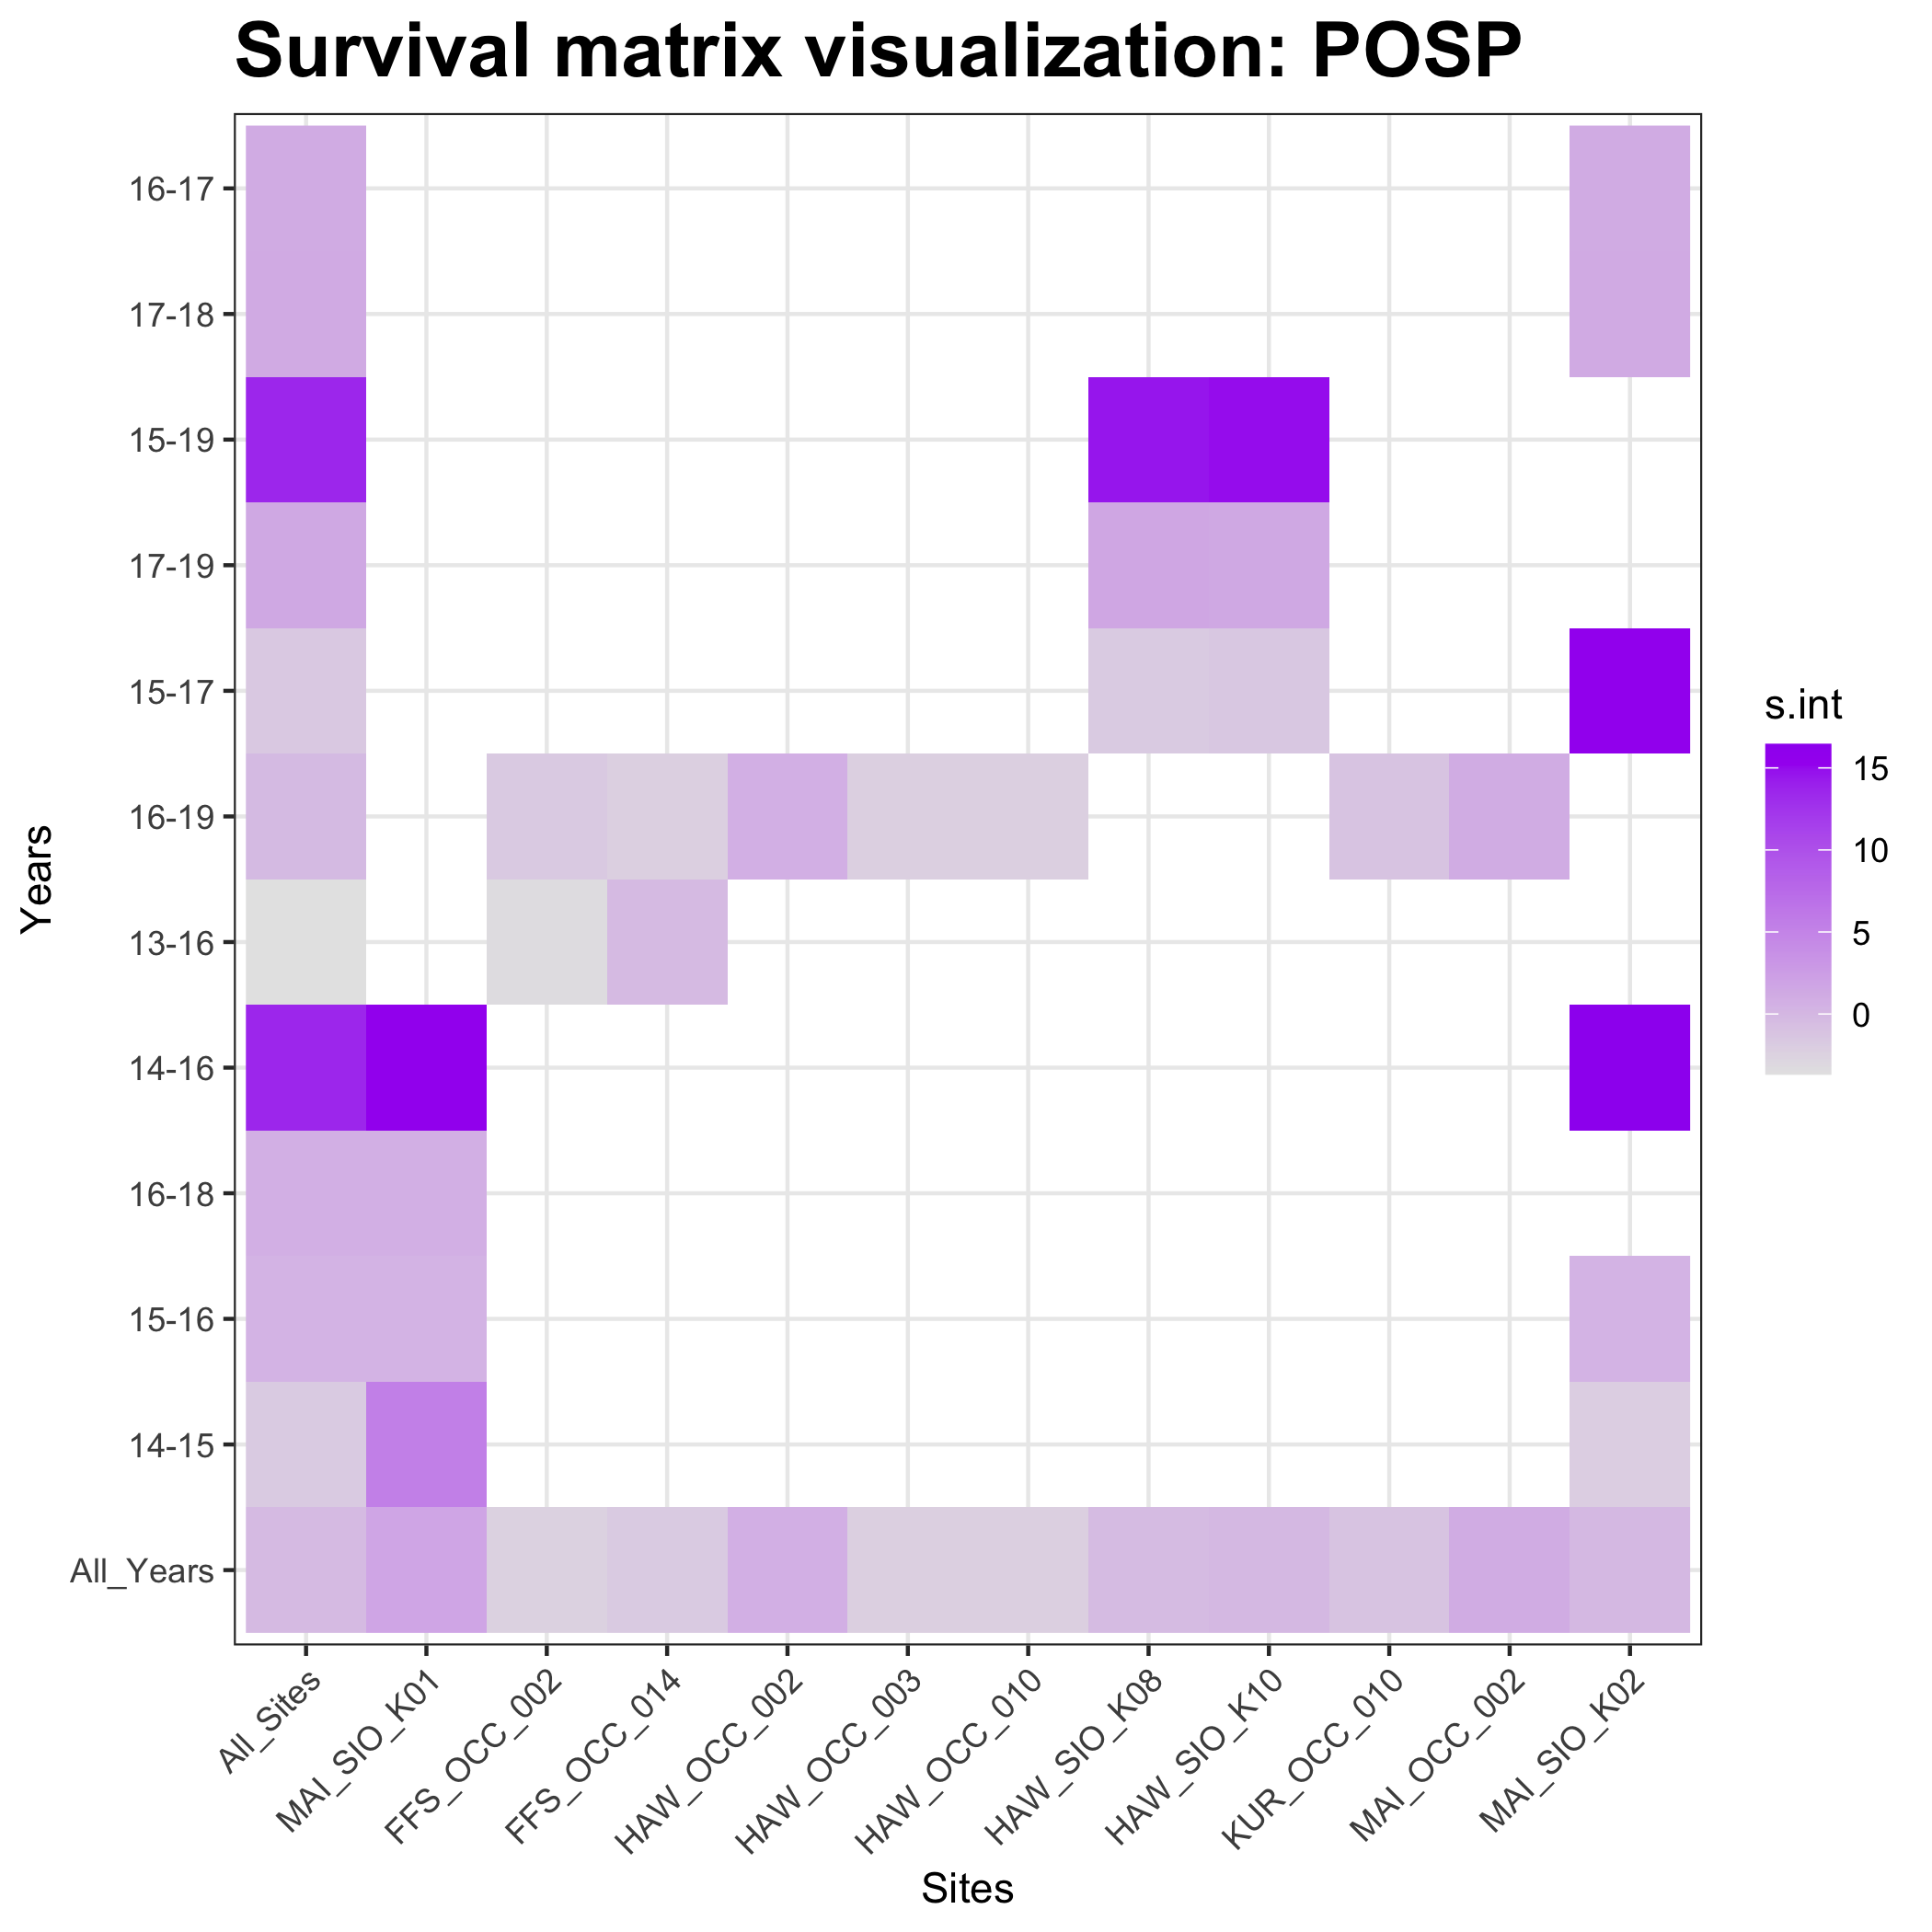 Survival matrix visualization: POSP
Years
16-17
17-18
15-19
17-19
15-17
16-19
13-16
14-16
16-18
15-16
14-15
All_Years
All_Sites
MAI_SIO_K01
FFS_OCC_002
FFS_OCC_014
HAW_OCC_002
HAW_OCC_003
HAW_OCC_010
HAW_SIO_K08
HAW_SIO_K10
KUR_OCC_010
MAI_OCC_002
MAI_SIO_K02
Sites
s.int
15
10
5
0